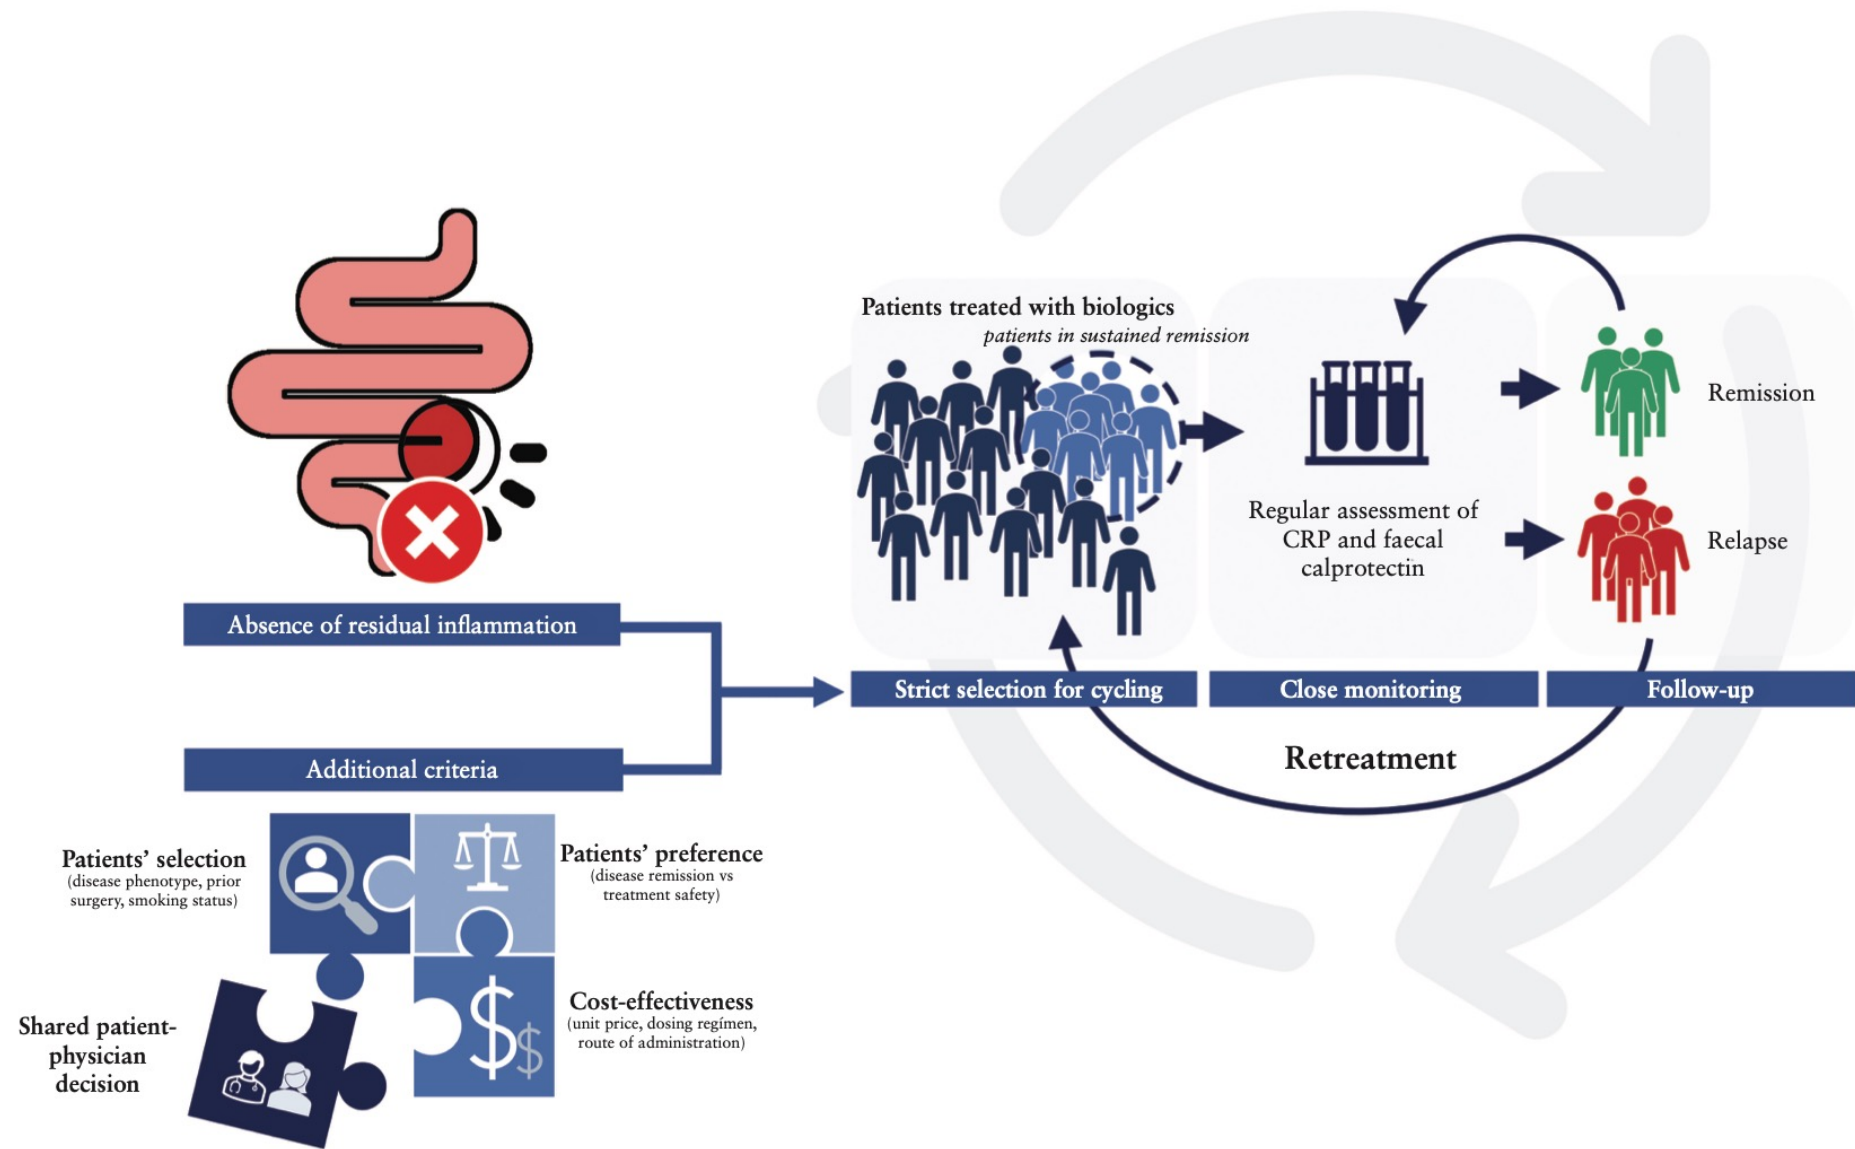 Patients treated with biologics
patients in sustained remission
Remission
Regular assessment of
CRP and faecal
calprotectin
Relapse
Absence of residual inflammation
Strict selection for cycling
Close monitoring
Follow-up
Retreatment
Additional criteria
Patients’ selection
(disease phenotype, prior
surgery, smoking status)
Patients’ preference
(disease remission vs
treatment safety)
Shared patient-
physician
decision
Cost-effectiveness
(unit price, dosing regímen,
route of administration)
$
$